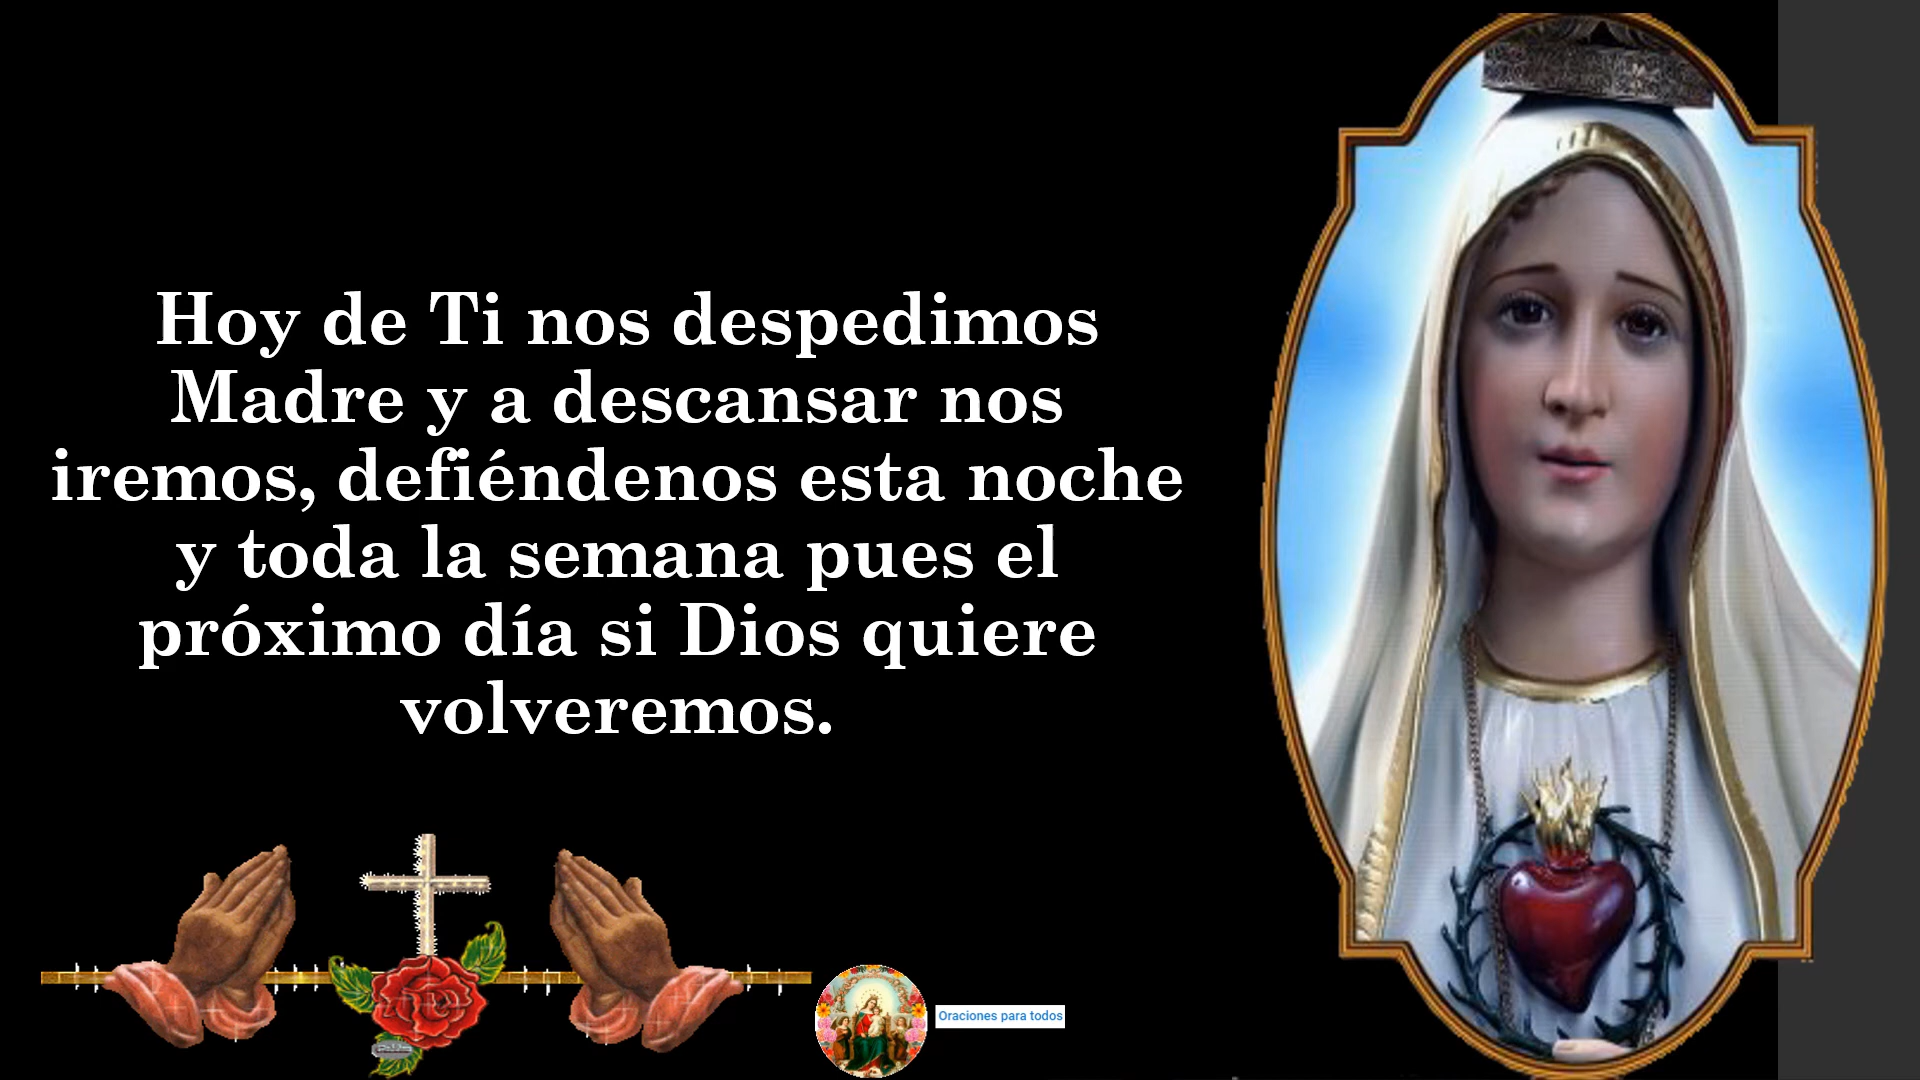 Hoy de Ti nos despedimos
Madre y a descansar nos
iremos, defiéndenos esta noche
y toda la semana pues el
próximo día si Dios quiere
volveremos.
Oraciones para todos